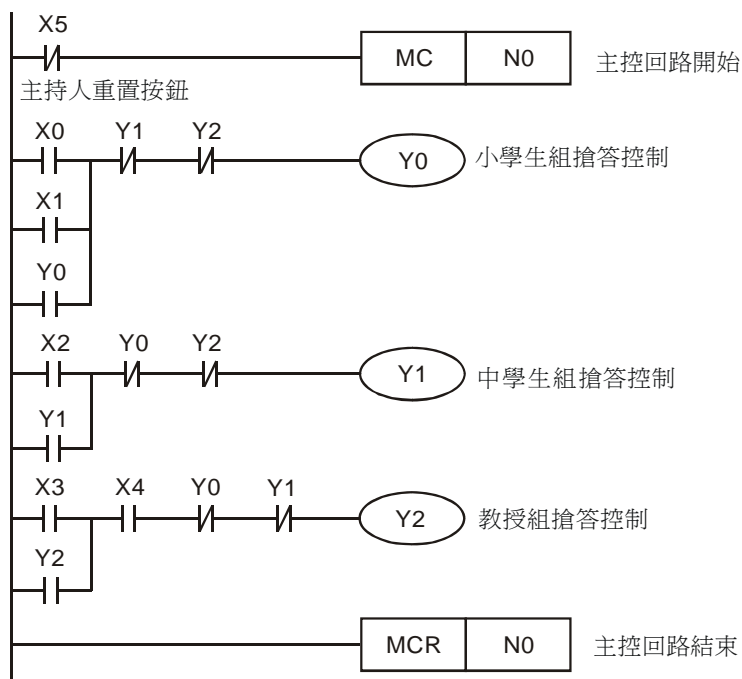 X5
MC N0 主控回路開始
主持人重置按鈕
X0 Y1 Y2
Y0 小學生組搶答控制
X1
Y0
X2 Y0 Y2
Y1 中學生組搶答控制
Y1
X3 X4 Y0 Y1
Y2 教授組搶答控制
Y2
MCR N0 主控回路結束